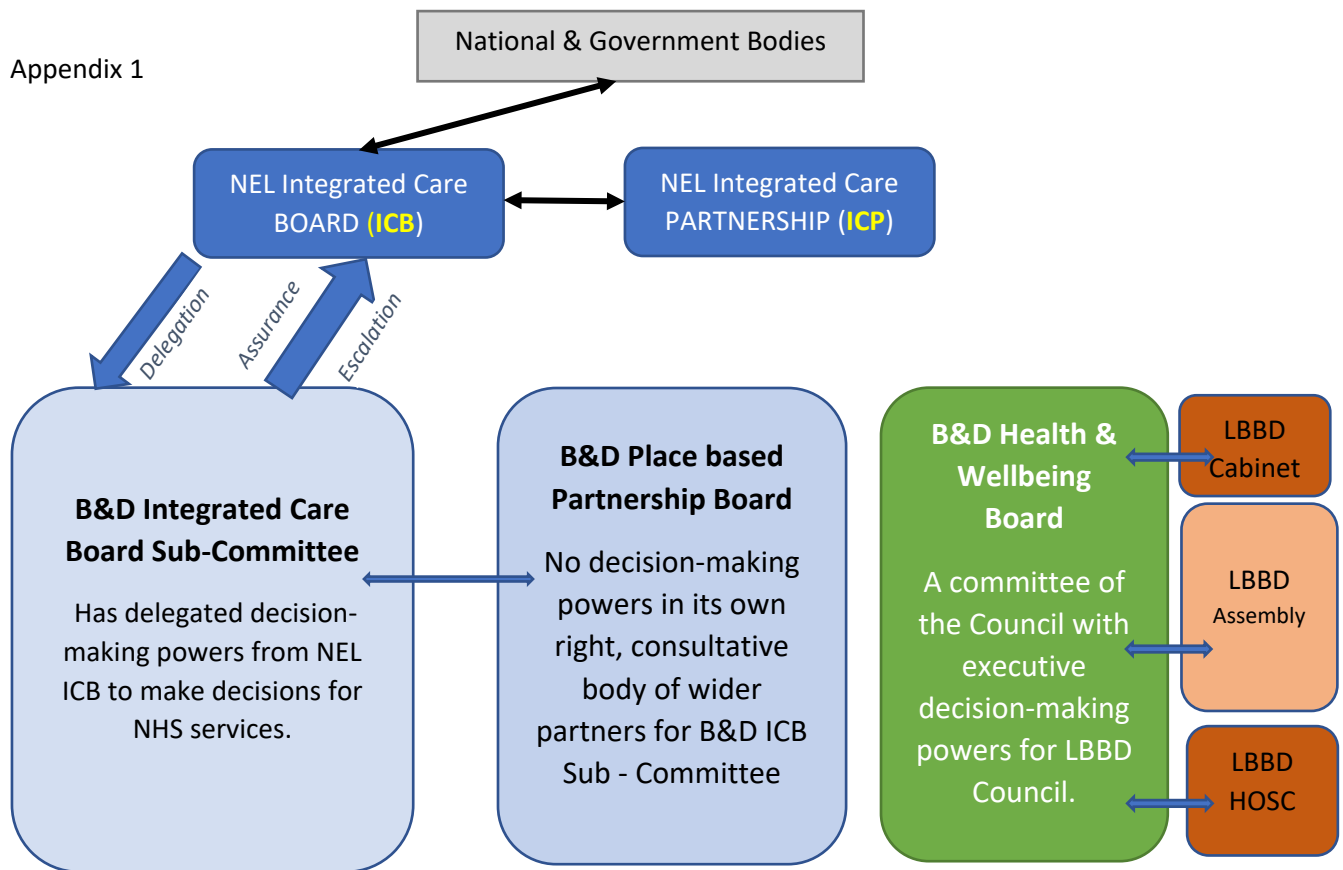 National & Government Bodies
Appendix 1
NEL Integrated Care
BOARD (ICB)
NEL Integrated Care
PARTNERSHIP (ICP)
Delegation
Assurance
Escalation
B&D Integrated Care
Board Sub-Committee
Has delegated decision-
making powers from NEL
ICB to make decisions for
NHS services.
B&D Place based
Partnership Board
No decision-making
powers in its own
right, consultative
body of wider
partners for B&D ICB
Sub - Committee
B&D Health &
Wellbeing
Board
A committee of
the Council with
executive
decision-making
powers for LBBD
Council.
LBBD
Cabinet
LBBD
Assembly
LBBD
HOSC